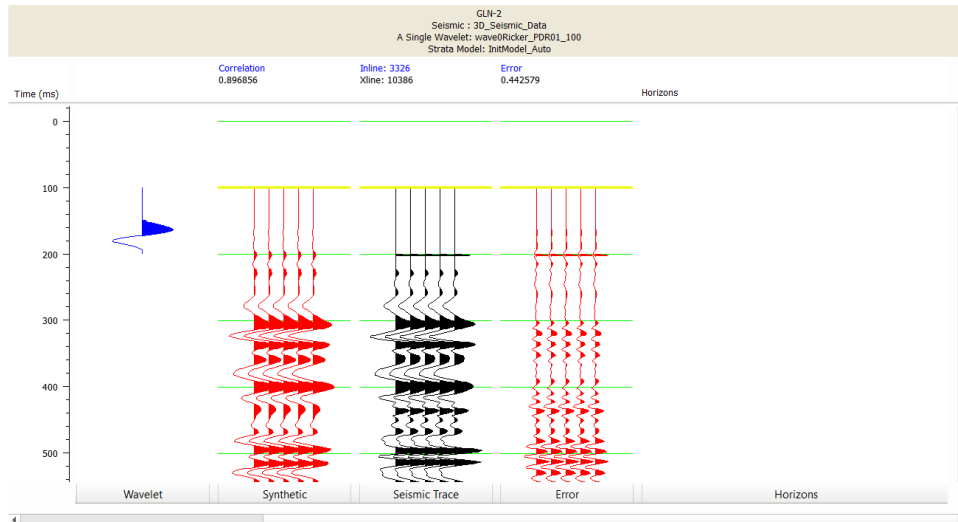 GLN-2
Seismic : 3D_Seismic_Data
A Single Wavelet: wave0Ricker_PDR01_100
Strata Model: InitModel_Auto
Correlation Inline: 3326 Error
0.896856 Xline: 10386 0.442579
Time (ms) Horizons
0
100
200
300
400
500
Wavelet Synthetic Seismic Trace Error Horizons